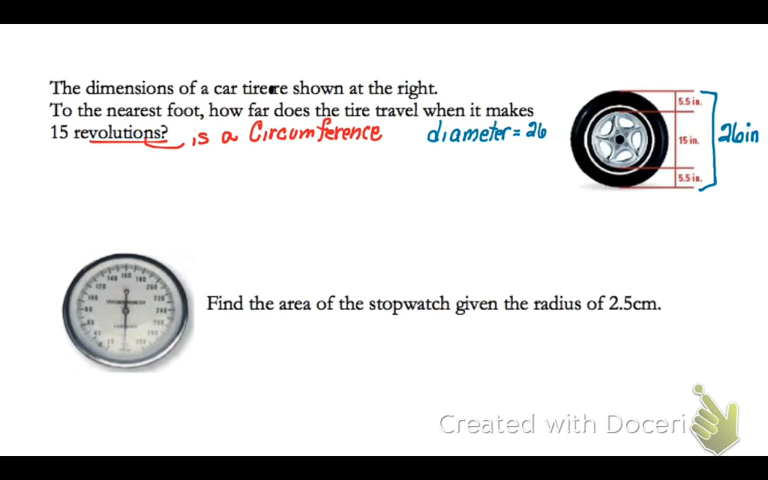 The dimensions of a car tire are shown at the right.
To the nearest foot, how far does the tire travel when it makes
15 revolutions? is a Circumference diameter = 26
5.5 in.
15 in.
5.5 in.
26in
Find the area of the stopwatch given the radius of 2.5cm.
Created with Doceri